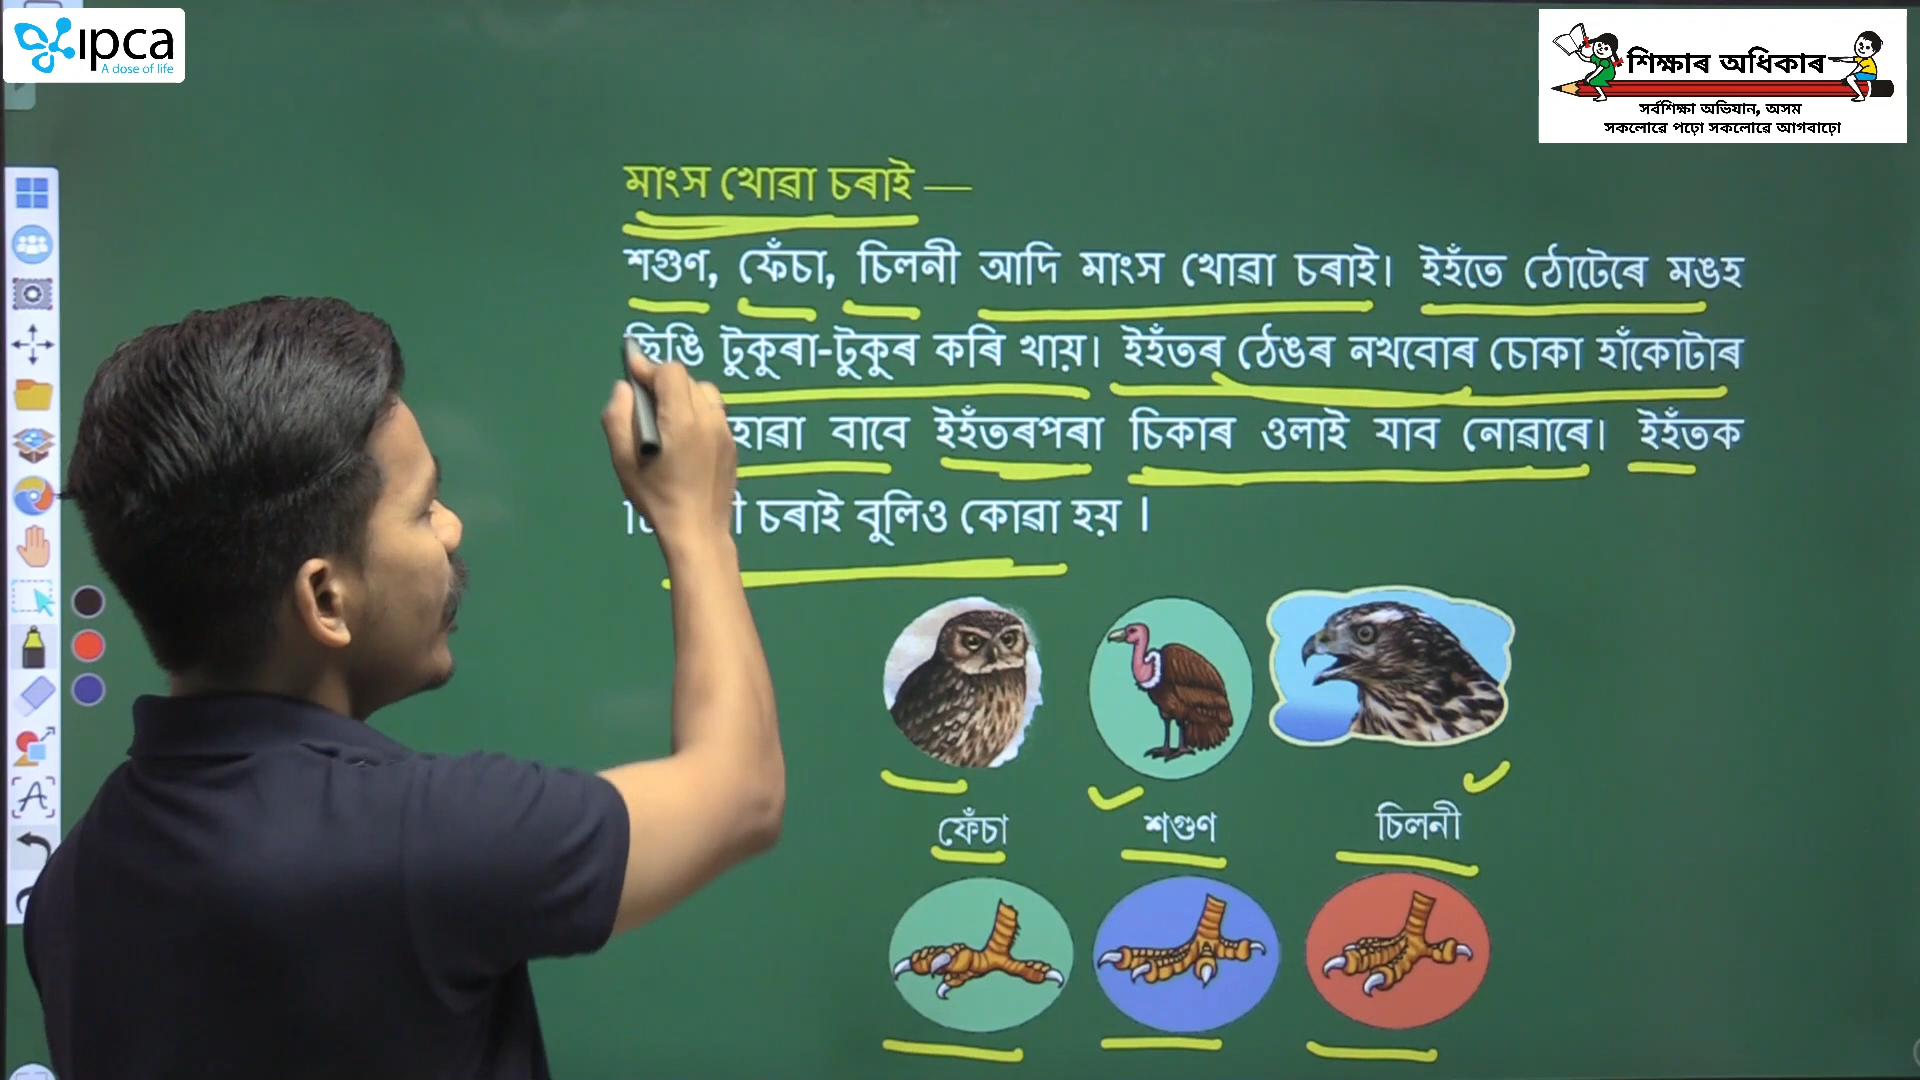 ipca
A dose of life
শিক্ষাৰ অধিকাৰ
সৰ্বশিক্ষা অভিযান, অসম
সকলোৱে পঢ়ো সকলোৱে আগবাঢ়ো
মাংস খোৱা চৰাই —
শগুণ, ফেঁচা, চিলনী আদি মাংস খোৱা চৰাই। ইহঁতে ঠোটেৰে মঙহ
ছিঙি টুকুৰা-টুকুৰ কৰি খায়। ইহঁতৰ ঠেঙৰ নখবোৰ চোকা হাঁকোটাৰ
হোৱা বাবে ইহঁতৰপৰা চিকাৰ ওলাই যাব নোৱাৰে। ইহঁতক
চৰাই বুলিও কোৱা হয় ।
ফেঁচা শগুণ চিলনী